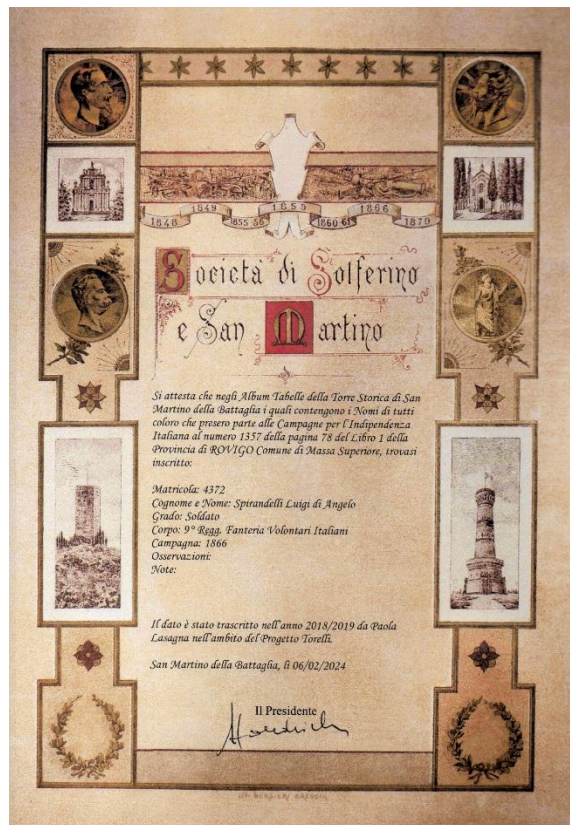 1848 1849 1855 56 1859 1860 61 1866 1870
Società di Solferino
e San Martino
Si attesta che negli Album Tabelle della Torre Storica di San
Martino della Battaglia i quali contengono i Nomi di tutti
coloro che presero parte alle Campagne per l'Indipendenza
Italiana al numero 1357 della pagina 78 del Libro 1 della
Provincia di ROVIGO Comune di Massa Superiore, trovasi
inscritto:
Matricola: 4372
Cognome e Nome: Spirandelli Luigi di Angelo
Grado: Soldato
Corpo: 9° Regg. Fanteria Volontari Italiani
Campagna: 1866
Osservazioni:
Note:
Il dato è stato trascritto nell'anno 2018/2019 da Paola
Lasagna nell'ambito del Progetto Torelli.
San Martino della Battaglia, lì 06/02/2024
Il Presidente